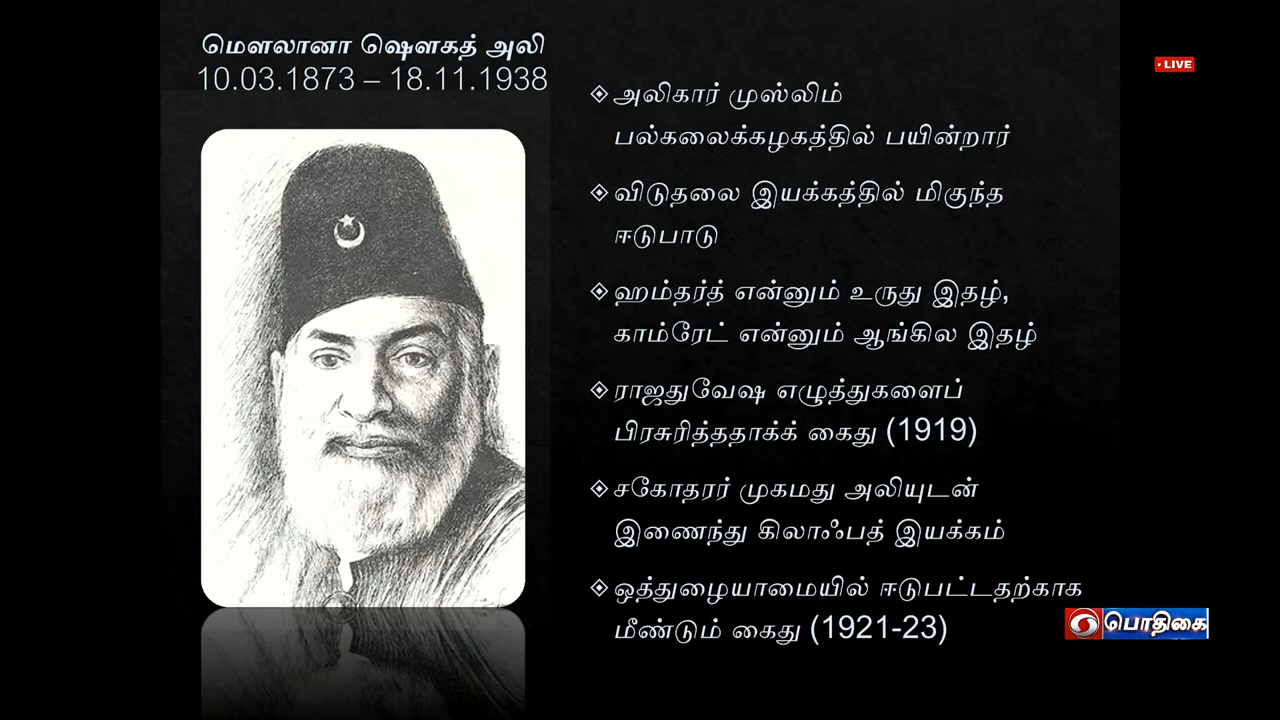 மௌலானா ஷௌகத் அலி
10.03.1873 – 18.11.1938
அலிகார் முஸ்லிம்
பல்கலைக்கழகத்தில் பயின்றார்
விடுதலை இயக்கத்தில் மிகுந்த
ஈடுபாடு
ஹம்தர்த் என்னும் உருது இதழ்,
காம்ரேட் என்னும் ஆங்கில இதழ்
ராஜதுவேஷ எழுத்துகளைப்
பிரசுரித்ததாக்க் கைது (1919)
சகோதரர் முகமது அலியுடன்
இணைந்து கிலாஃபத் இயக்கம்
ஒத்துழையாமையில் ஈடுபட்டதற்காக
மீண்டும் கைது (1921-23)
LIVE
பொதிகை